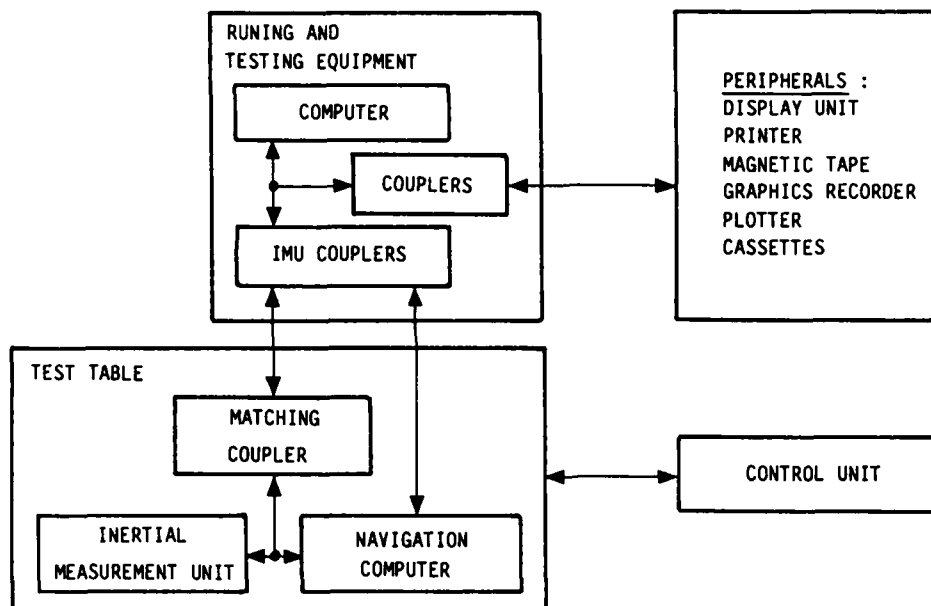 RUNING AND
TESTING EQUIPMENT
COMPUTER
COUPLERS
IMU COUPLERS
PERIPHERALS :
DISPLAY UNIT
PRINTER
MAGNETIC TAPE
GRAPHICS RECORDER
PLOTTER
CASSETTES
TEST TABLE
MATCHING
COUPLER
INERTIAL
MEASUREMENT UNIT
NAVIGATION
COMPUTER
CONTROL UNIT